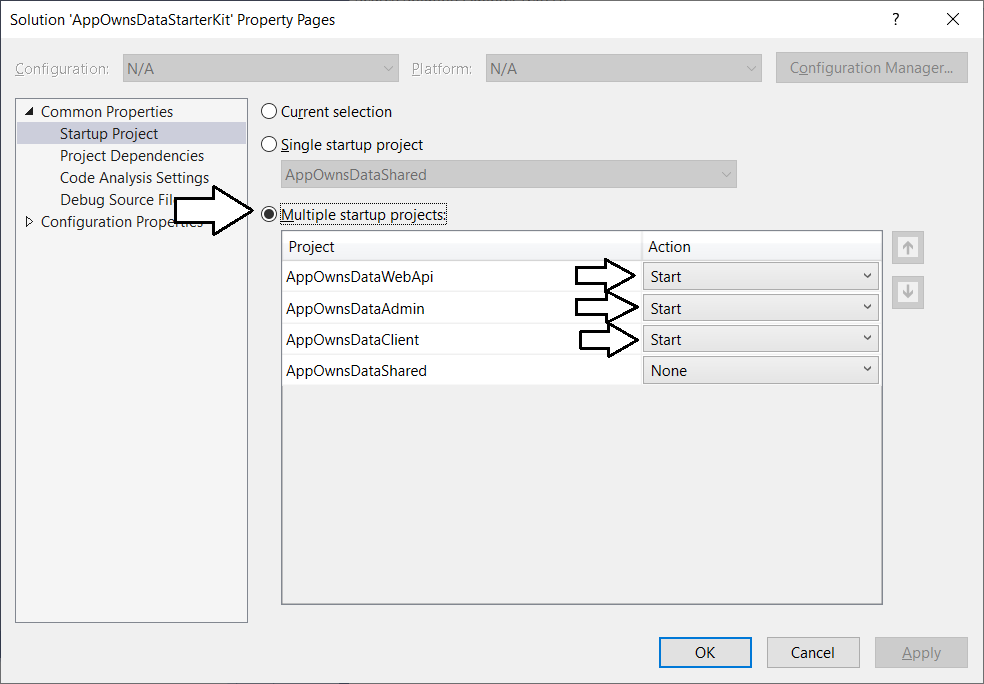 Solution 'AppOwnsDataStarterKit' Property Pages
?
Configuration:
N/A
Platform:
N/A
Configuration Manager...
Common Properties
Startup Project
Project Dependencies
Code Analysis Settings
Debug Source Fil
Configuration Properties
Current selection
Single startup project
AppOwnsDataShared
Multiple startup projects:
Project Action
AppOwnsDataWebApi Start
AppOwnsDataAdmin Start
AppOwnsDataClient Start
AppOwnsDataShared None
OK
Cancel
Apply